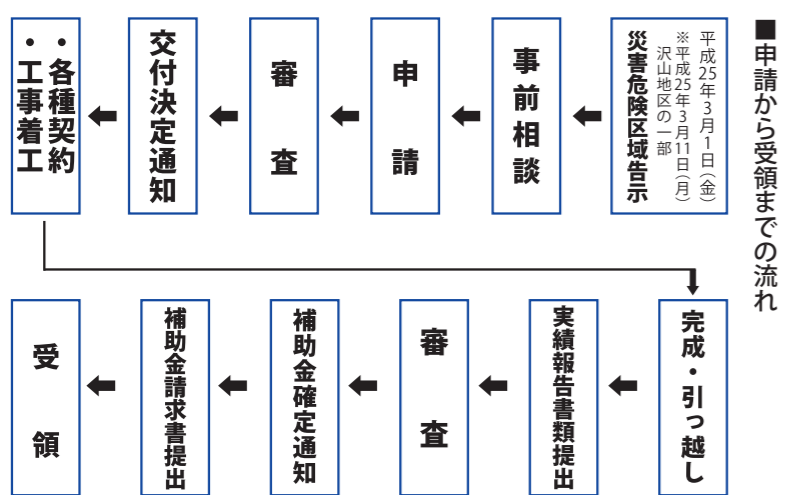 ■申請から受領までの流れ
平成25年3月1日（金）
※平成25年3月11日（月）
沢山地区の一部
災害危険区域告示
事前相談
申請
審査
交付決定通知
・各種契約
・工事着工
完成・引っ越し
実績報告書類提出
審査
補助金確定通知
補助金請求書提出
受領